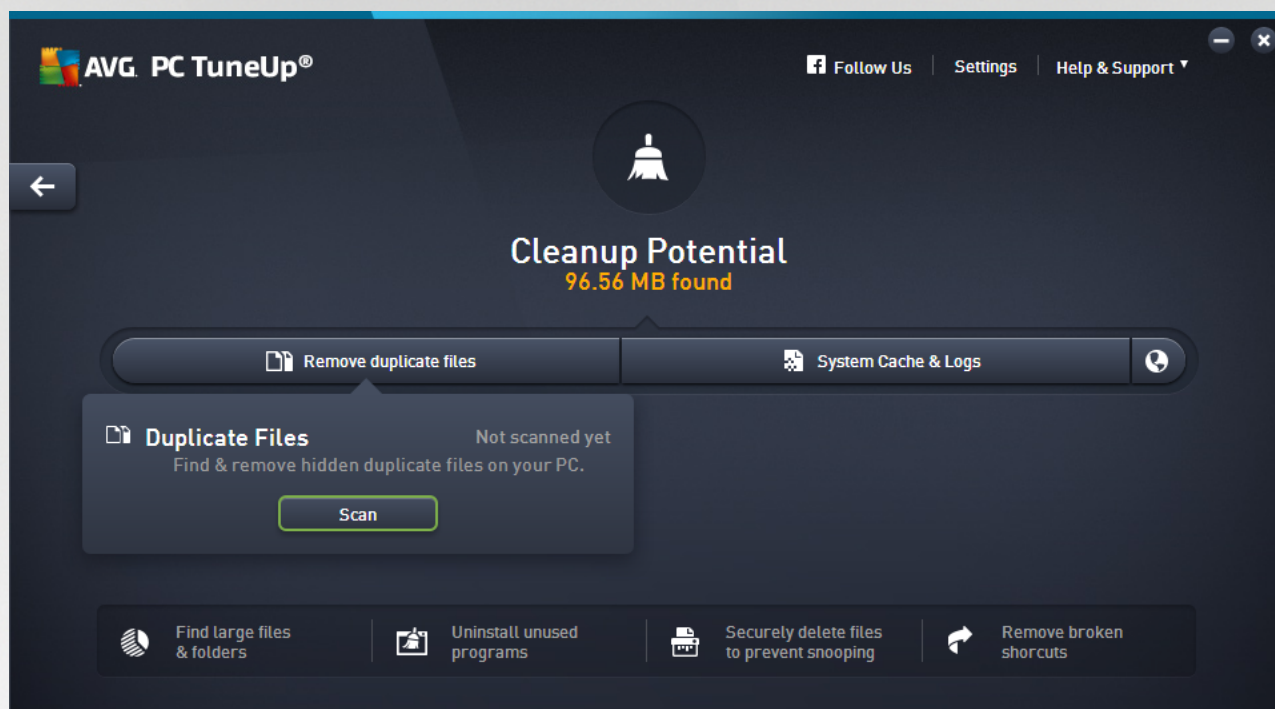 AVG. PC TuneUp®
Follow Us
Settings
Help & Support
Cleanup Potential
96.56 MB found
Remove duplicate files
System Cache & Logs
Duplicate Files
Not scanned yet
Find & remove hidden duplicate files on your PC.
Scan
Find large files
& folders
Uninstall unused
programs
Securely delete files
to prevent snooping
Remove broken
shorcuts